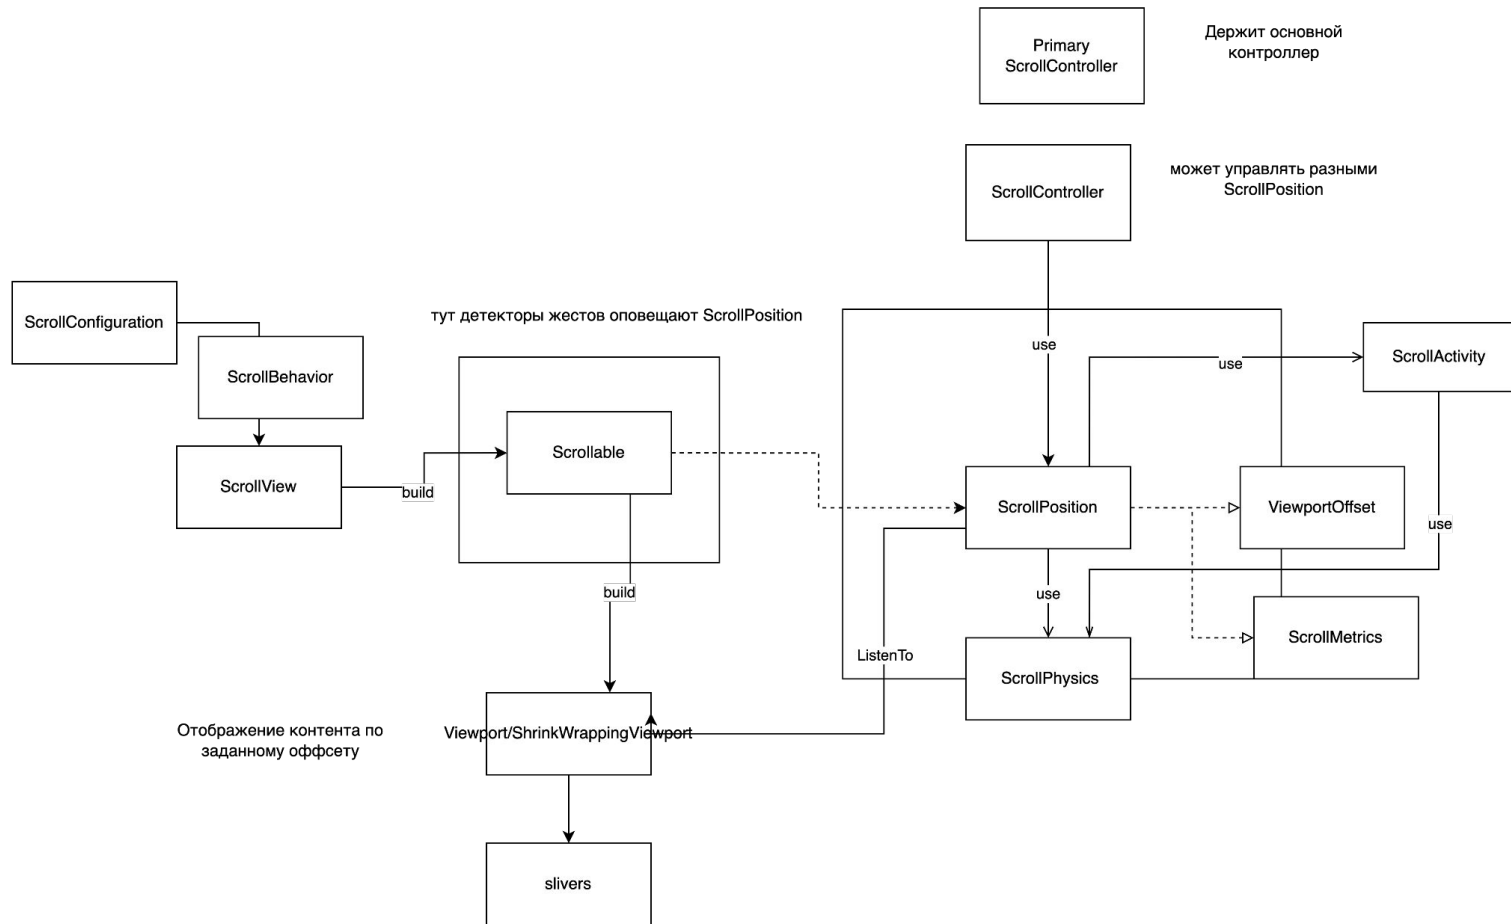 Primary
ScrollController
Держит основной
контроллер
ScrollController
может управлять разными
ScrollPosition
ScrollConfiguration
тут детекторы жестов оповещают ScrollPosition
use
use
ScrollActivity
ScrollBehavior
Scrollable
ScrollView
build
ScrollPosition
ViewportOffset
use
build
use
ScrollMetrics
ListenTo
ScrollPhysics
Отображение контента по
заданному оффсету
Viewport/ShrinkWrappingViewport
slivers